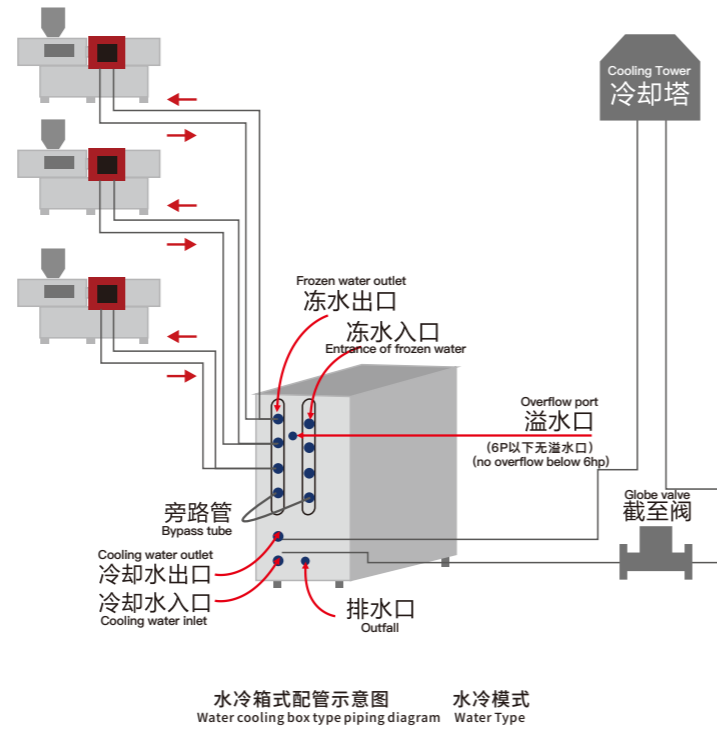 Cooling Tower
冷却塔
Frozen water outlet
冻水出口
冻水入口
Entrance of frozen water
Overflow port
溢水口
(6P以下无溢水口)
(no overflow below 6hp)
Globe valve
截至阀
旁路管
Bypass tube
Cooling water outlet
冷却水出口
冷却水入口
Cooling water inlet
排水口
Outfall
水冷箱式配管示意图 水冷模式
Water cooling box type piping diagram Water Type